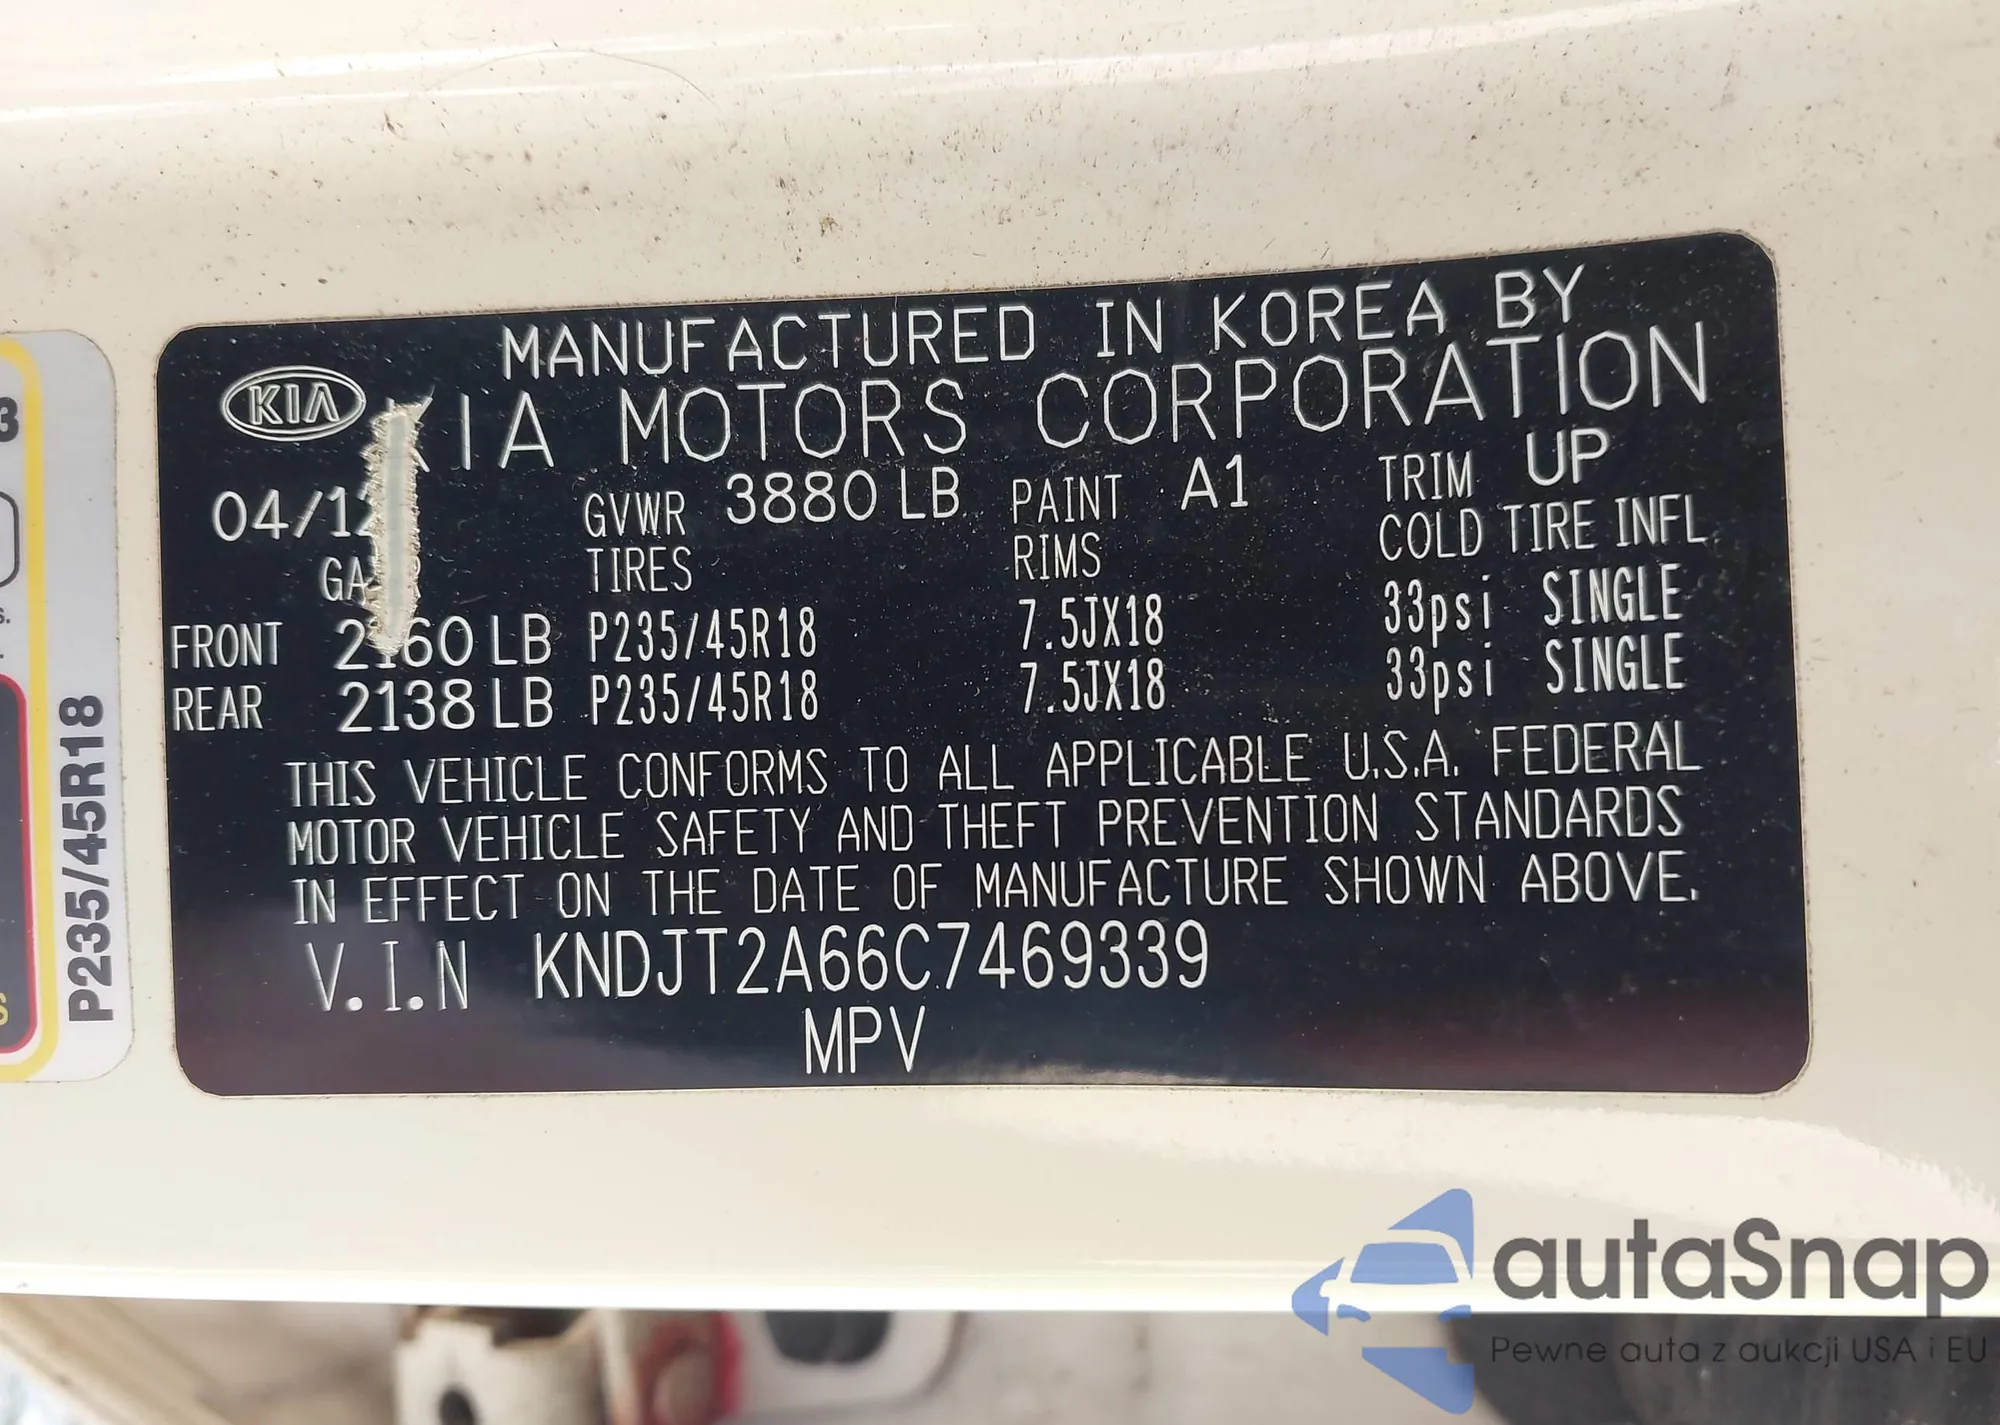 MANUFACTURED IN KOREA BY
KIA
KIA MOTORS CORPORATION
04/12 GVWR 3880 LB PAINT A1 TRIM UP
TIRES RIMS COLD TIRE INFL
FRONT 2160 LB P235/45R18 7.5JX18 33psi SINGLE
REAR 2138 LB P235/45R18 7.5JX18 33psi SINGLE
THIS VEHICLE CONFORMS TO ALL APPLICABLE U.S.A. FEDERAL
MOTOR VEHICLE SAFETY AND THEFT PREVENTION STANDARDS
IN EFFECT ON THE DATE OF MANUFACTURE SHOWN ABOVE.
V.I.N KNDJT2A66C7469339
MPV
P235/45R18
3
autaSnap
Pewne auta z aukcji USA i EU